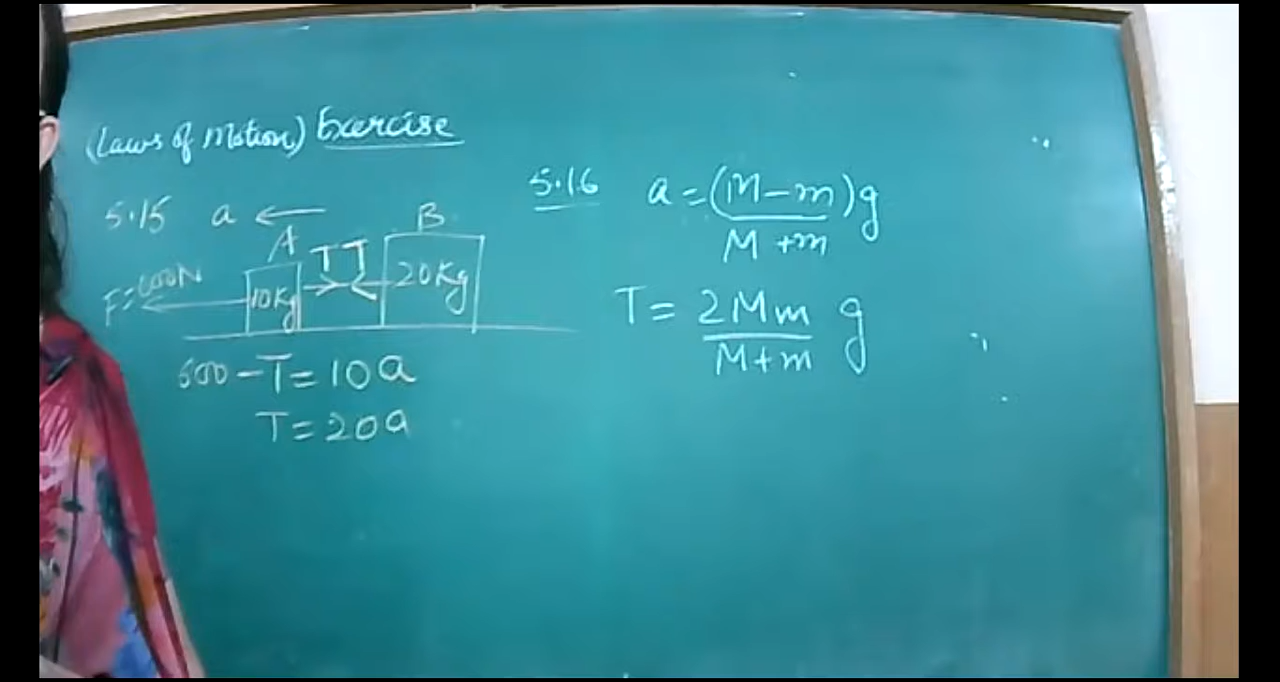 (Laws of Motion) Exercise
5.15 a ←
A B
F=600N 10Kg T T 20Kg
600 - T = 10a
T = 20a
5.16 a = (M-m)g
M+m
T = 2Mm g
M+m